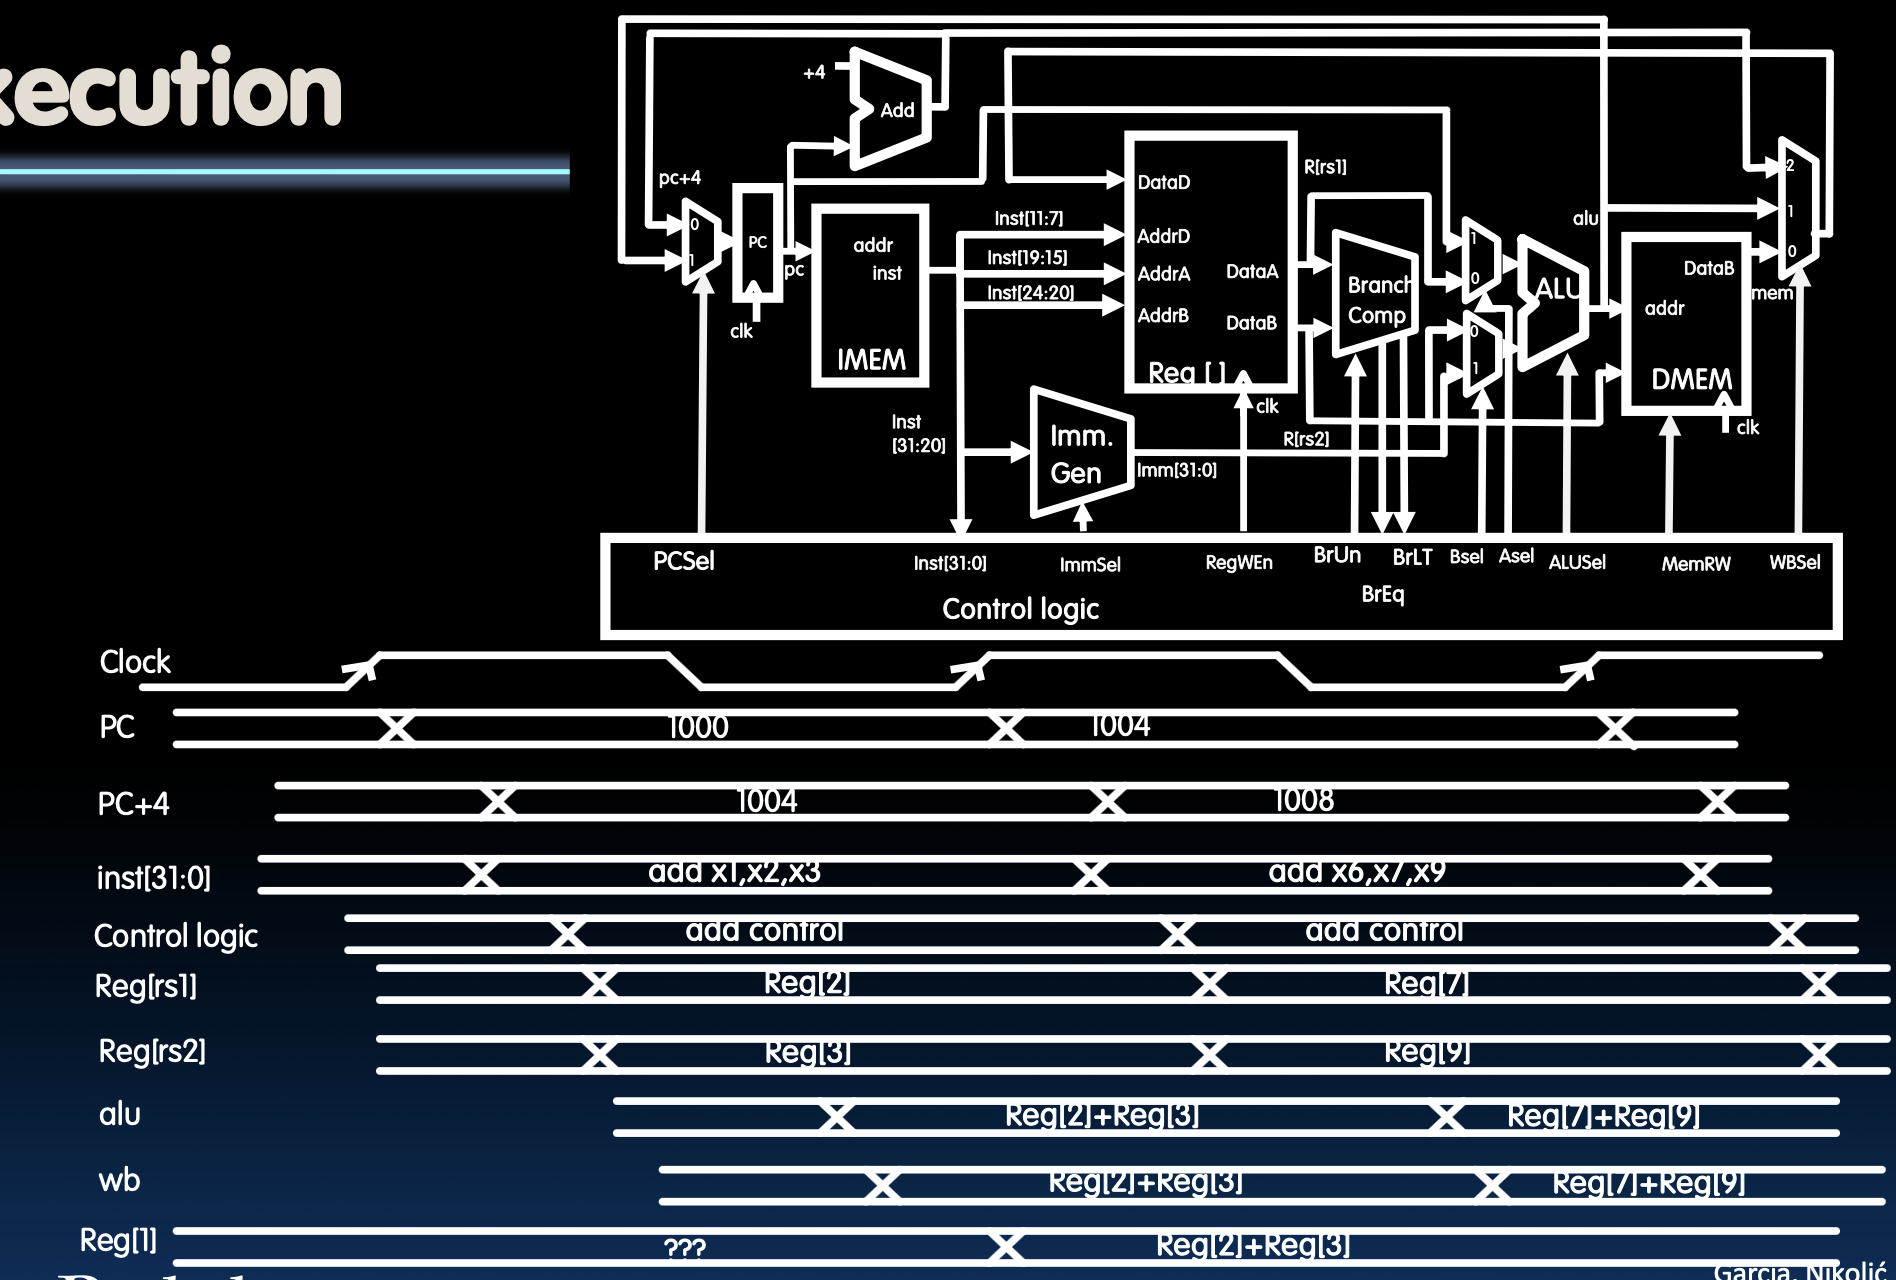 xecution
+4
Add
pc+4
0
1
PC
pc
clk
addr
inst
IMEM
Inst[11:7]
Inst[19:15]
Inst[24:20]
DataD
AddrD
AddrA
AddrB
DataA
DataB
Reg []
clk
R[rs1]
Branch
Comp
1
0
0
1
ALU
alu
addr
DataB
DMEM
clk
2
1
0
mem
Inst
[31:20]
Imm.
Gen
Imm[31:0]
R[rs2]
PCSel
Inst[31:0]
ImmSel
RegWEn
BrUn
BrLT
Bsel
Asel
ALUSel
MemRW
WBSel
BrEq
Control logic
Clock
PC 1000 1004
PC+4 1004 1008
inst[31:0] add x1,x2,x3 add x6,x7,x9
Control logic add control add control
Reg[rs1] Reg[2] Reg[7]
Reg[rs2] Reg[3] Reg[9]
alu Reg[2]+Reg[3] Reg[7]+Reg[9]
wb Reg[2]+Reg[3] Reg[7]+Reg[9]
Reg[1] ??? Reg[2]+Reg[3]
Garcia, Nikolić